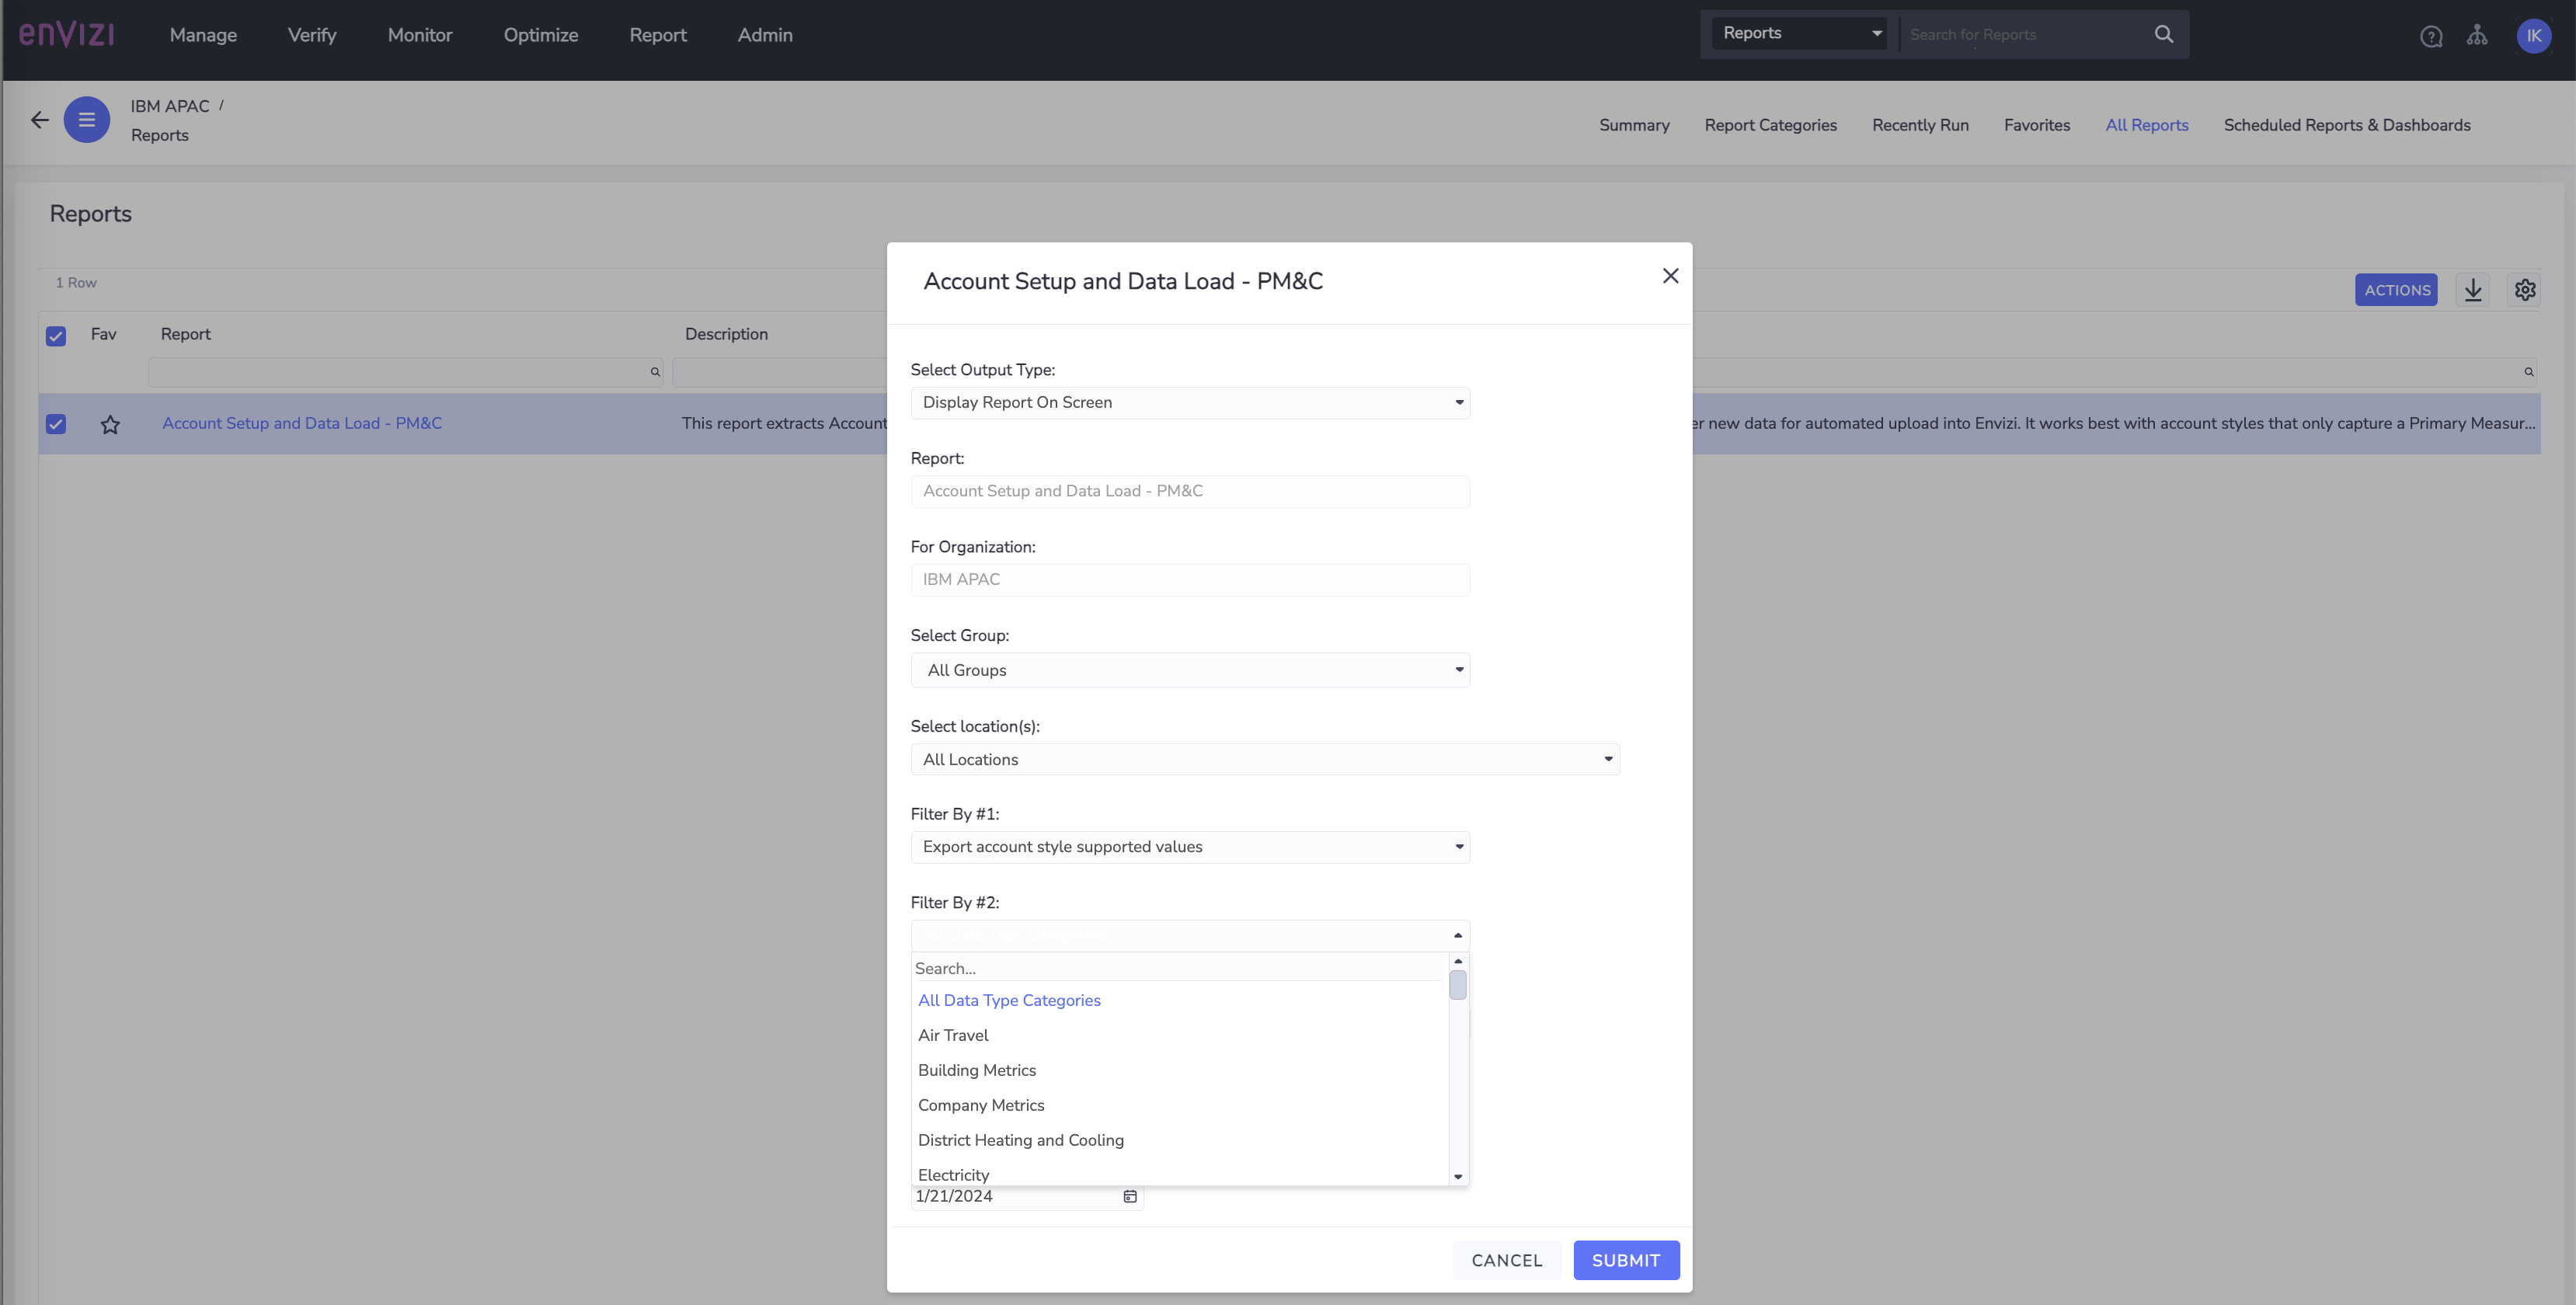 enVIZI
Manage Verify Monitor Optimize Report Admin
Reports
Search for Reports
IK
IBM APAC /
Reports
Summary Report Categories Recently Run Favorites All Reports Scheduled Reports & Dashboards
Reports
1 Row
ACTIONS
Fav Report Description
Account Setup and Data Load - PM&C
This report extracts Account
er new data for automated upload into Envizi. It works best with account styles that only capture a Primary Measur...
Account Setup and Data Load - PM&C
Select Output Type:
Display Report On Screen
Report:
Account Setup and Data Load - PM&C
For Organization:
IBM APAC
Select Group:
All Groups
Select location(s):
All Locations
Filter By #1:
Export account style supported values
Filter By #2:
Search...
All Data Type Categories
Air Travel
Building Metrics
Company Metrics
District Heating and Cooling
Electricity
1/21/2024
CANCEL SUBMIT